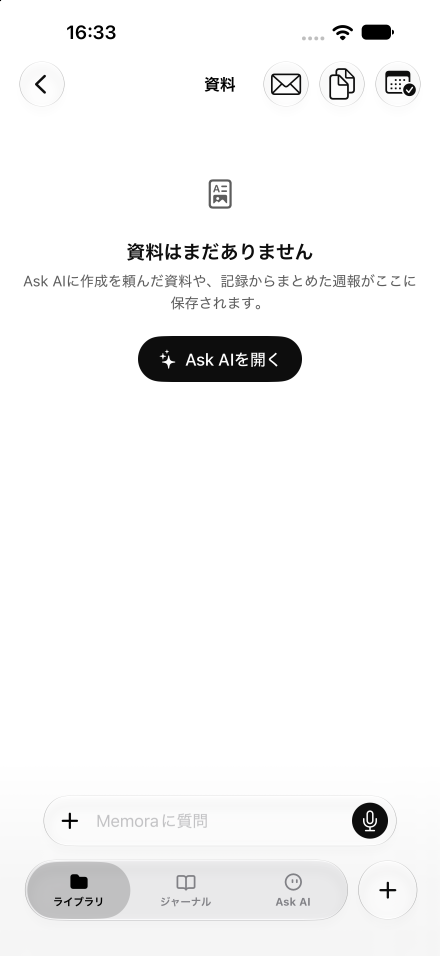 16:33
資料
資料はまだありません
Ask AIに作成を頼んだ資料や、記録からまとめた週報がここに
保存されます。
Ask AIを開く
Memoraに質問
ライブラリ
ジャーナル
Ask AI